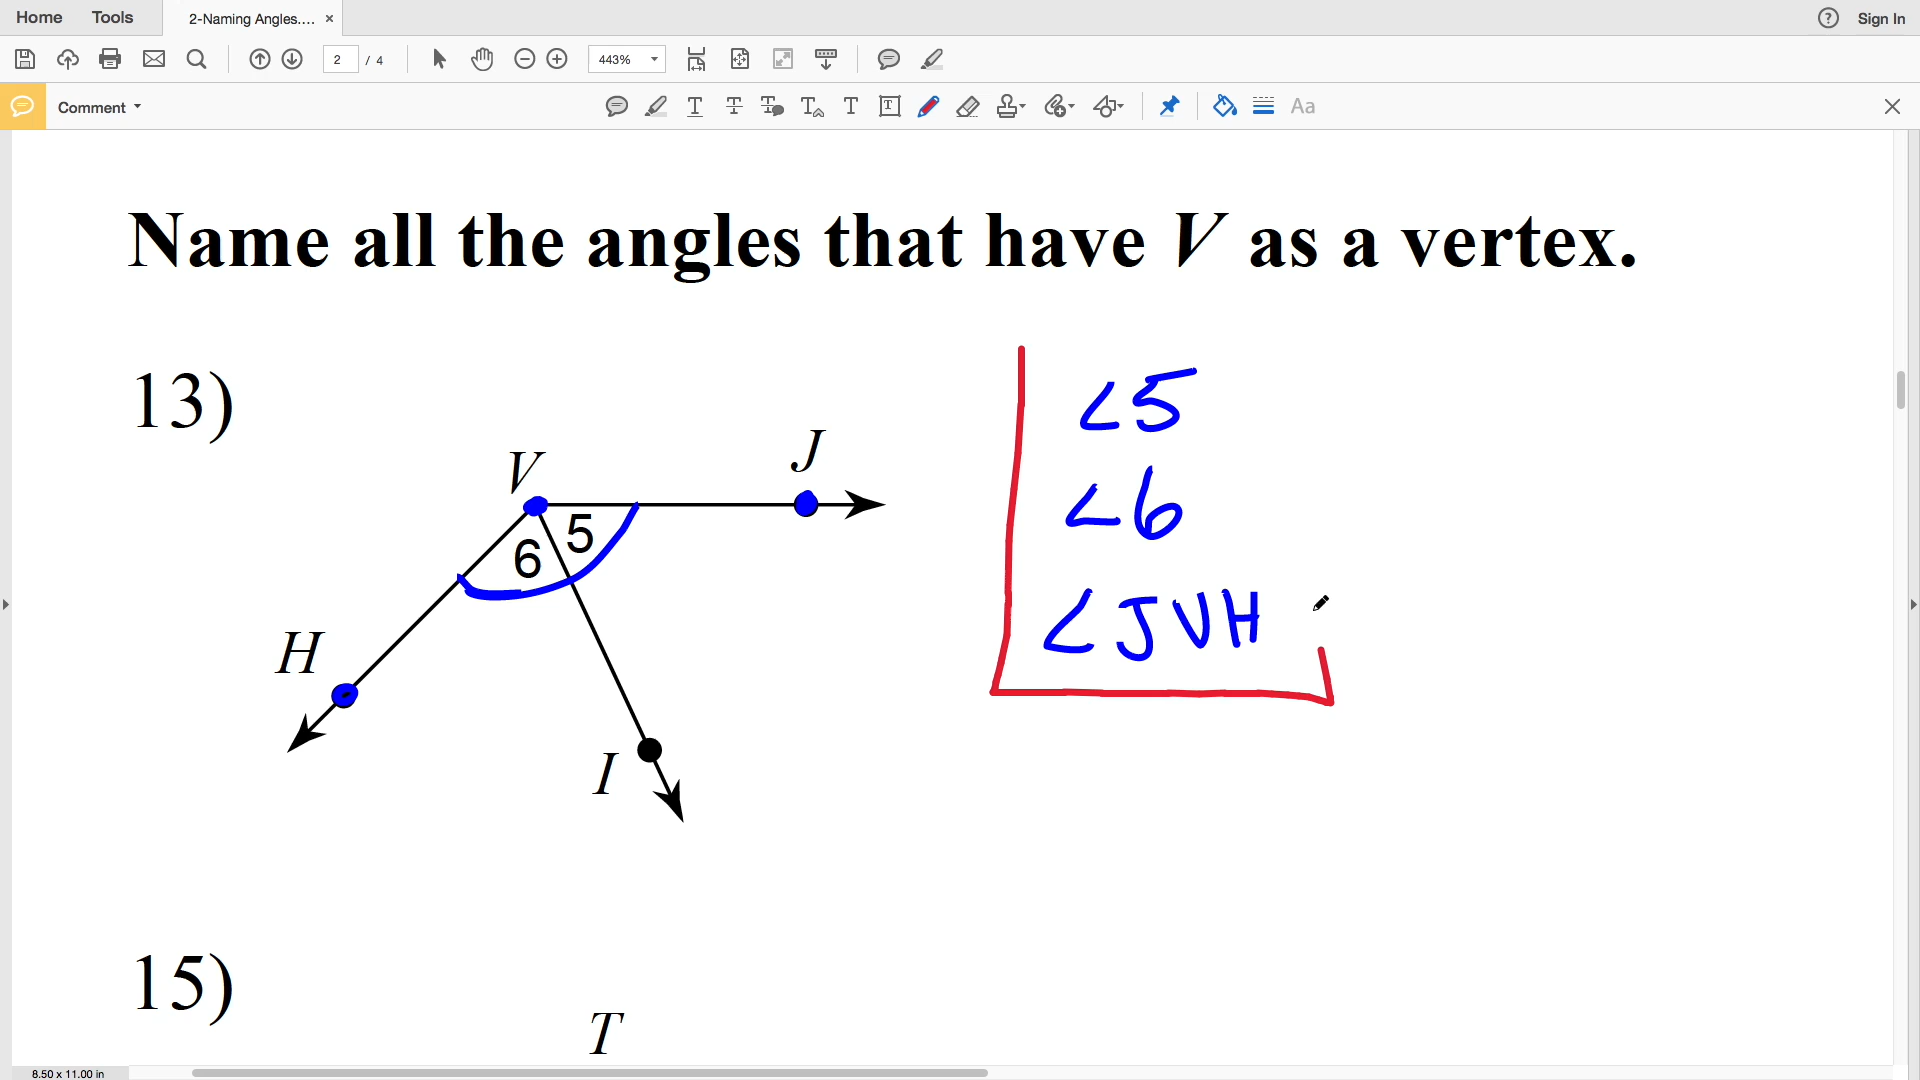 Home Tools 2-Naming Angles.... × ? Sign In
2 / 4 443%
Comment Aa
Name all the angles that have V as a vertex.
13)
V
J
5
6
H
I
<5
<6
<JVH
15)
T
8.50 x 11.00 in